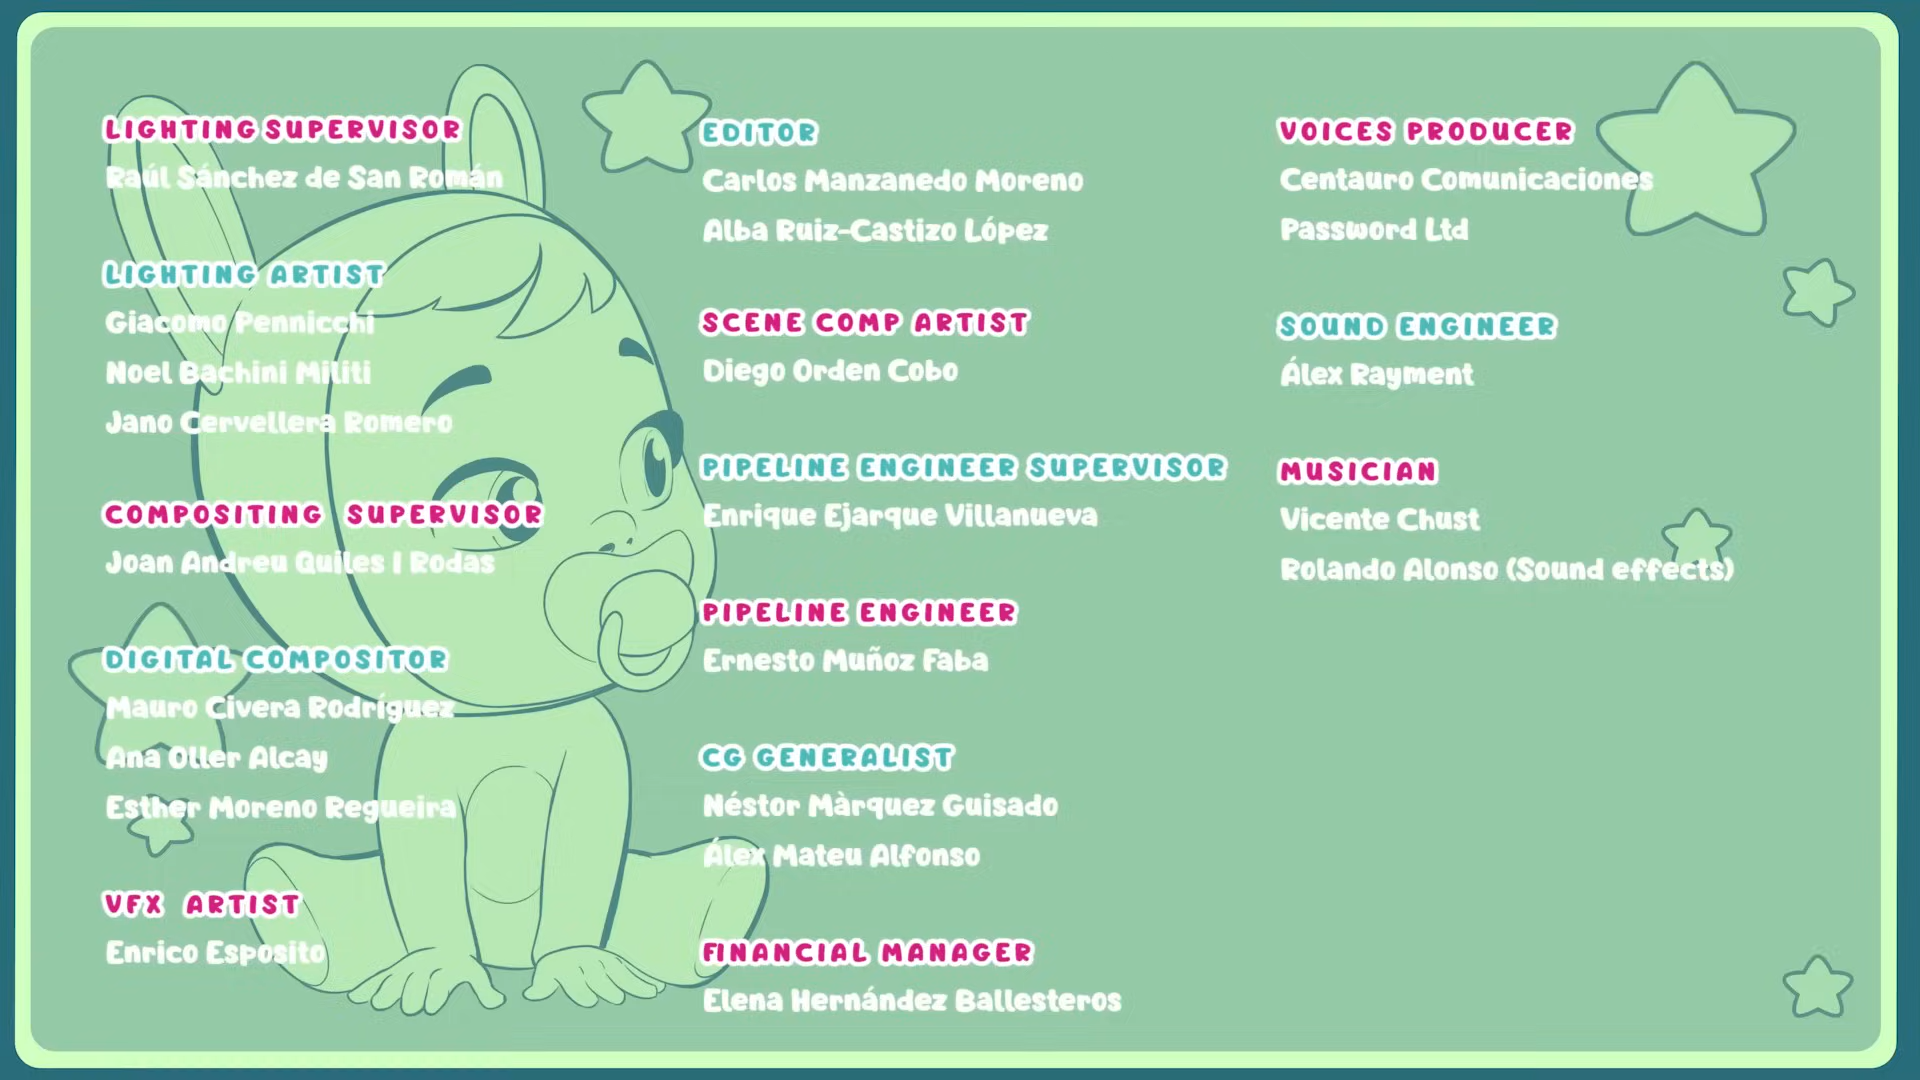 LIGHTING SUPERVISOR
Raúl Sánchez de San Román
LIGHTING ARTIST
Giacomo Pennicchi
Noel Bachini Militi
Jano Cervellera Romero
COMPOSITING SUPERVISOR
Joan Andreu Quiles I Rodas
DIGITAL COMPOSITOR
Mauro Civera Rodríguez
Ana Oller Alcay
Esther Moreno Regueira
VFX ARTIST
Enrico Esposito
EDITOR
Carlos Manzanedo Moreno
Alba Ruiz-Castizo López
SCENE COMP ARTIST
Diego Orden Cobo
PIPELINE ENGINEER SUPERVISOR
Enrique Ejarque Villanueva
PIPELINE ENGINEER
Ernesto Muñoz Faba
CG GENERALIST
Néstor Màrquez Guisado
Álex Mateu Alfonso
FINANCIAL MANAGER
Elena Hernández Ballesteros
VOICES PRODUCER
Centauro Comunicaciones
Password Ltd
SOUND ENGINEER
Álex Rayment
MUSICIAN
Vicente Chust
Rolando Alonso (Sound effects)